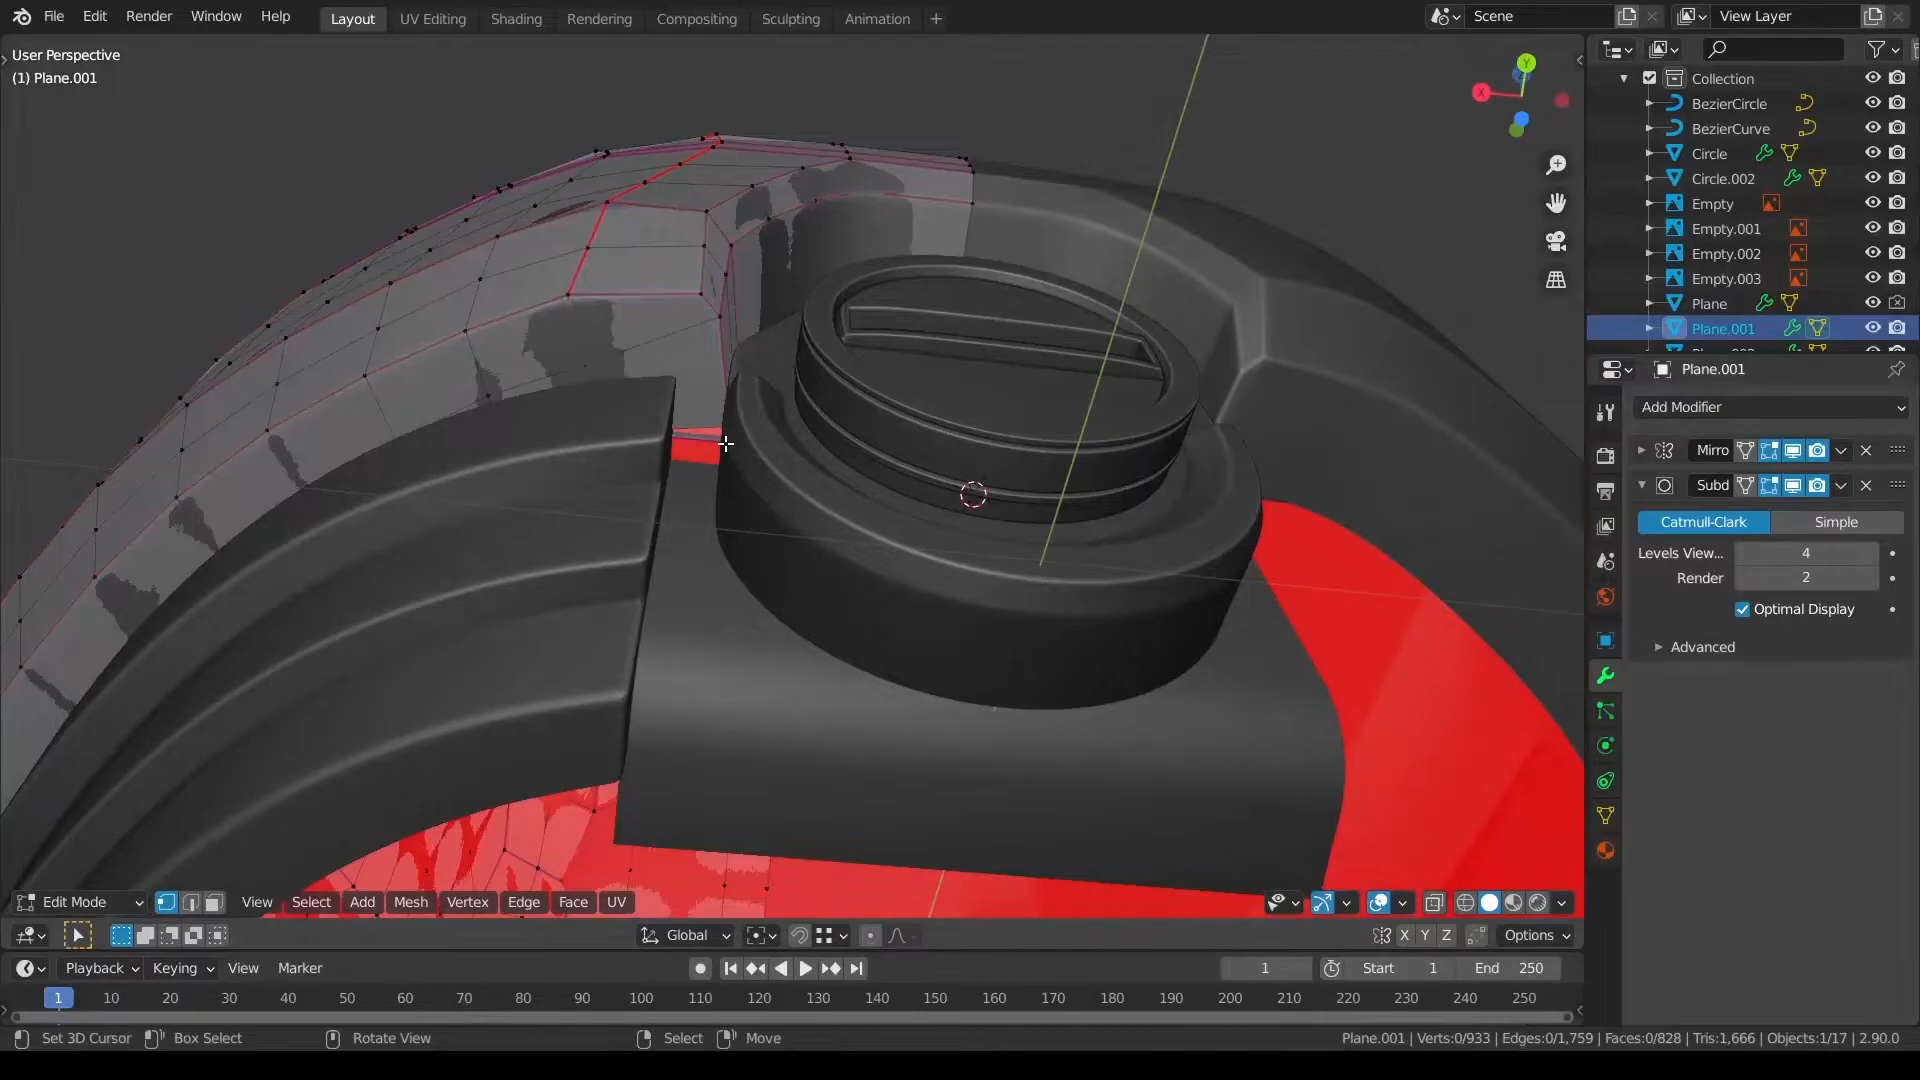 File Edit Render Window Help Layout UV Editing Shading Rendering Compositing Sculpting Animation + Scene View Layer
User Perspective
(1) Plane.001
Y
X
Collection
BezierCircle
BezierCurve
Circle
Circle.002
Empty
Empty.001
Empty.002
Empty.003
Plane
Plane.001
Plane.001
Add Modifier
Mirro
Subd
Catmull-Clark Simple
Levels View... 4
Render 2
Optimal Display
Advanced
Edit Mode View Select Add Mesh Vertex Edge Face UV
Global X Y Z Options
Playback Keying View Marker 1 Start 1 End 250
1 10 20 30 40 50 60 70 80 90 100 110 120 130 140 150 160 170 180 190 200 210 220 230 240 250
Set 3D Cursor Box Select Rotate View Select Move Plane.001 | Verts:0/933 | Edges:0/1,759 | Faces:0/828 | Tris:1,666 | Objects:1/17 | 2.90.0